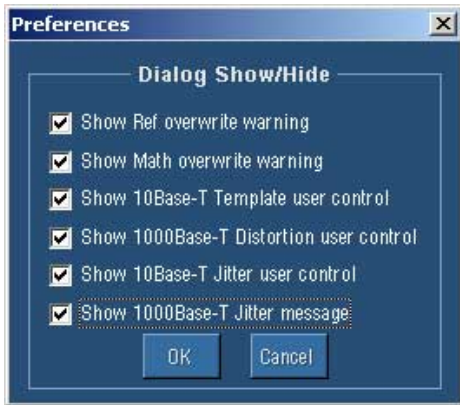 Preferences
Dialog Show/Hide
Show Ref overwrite warning
Show Math overwrite warning
Show 10Base-T Template user control
Show 1000Base-T Distortion user control
Show 10Base-T Jitter user control
Show 1000Base-T Jitter message
OK Cancel